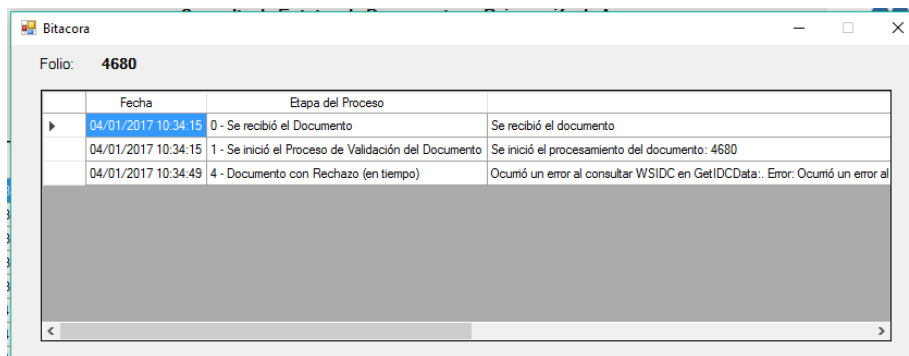 Bitacora
Folio: 4680
Fecha Etapa del Proceso
04/01/2017 10:34:15 0 - Se recibió el Documento Se recibió el documento
04/01/2017 10:34:15 1 - Se inició el Proceso de Validación del Documento Se inició el procesamiento del documento: 4680
04/01/2017 10:34:49 4 - Documento con Rechazo (en tiempo) Ocurrió un error al consultar WSIDC en GetIDCData:. Error: Ocurrió un error al